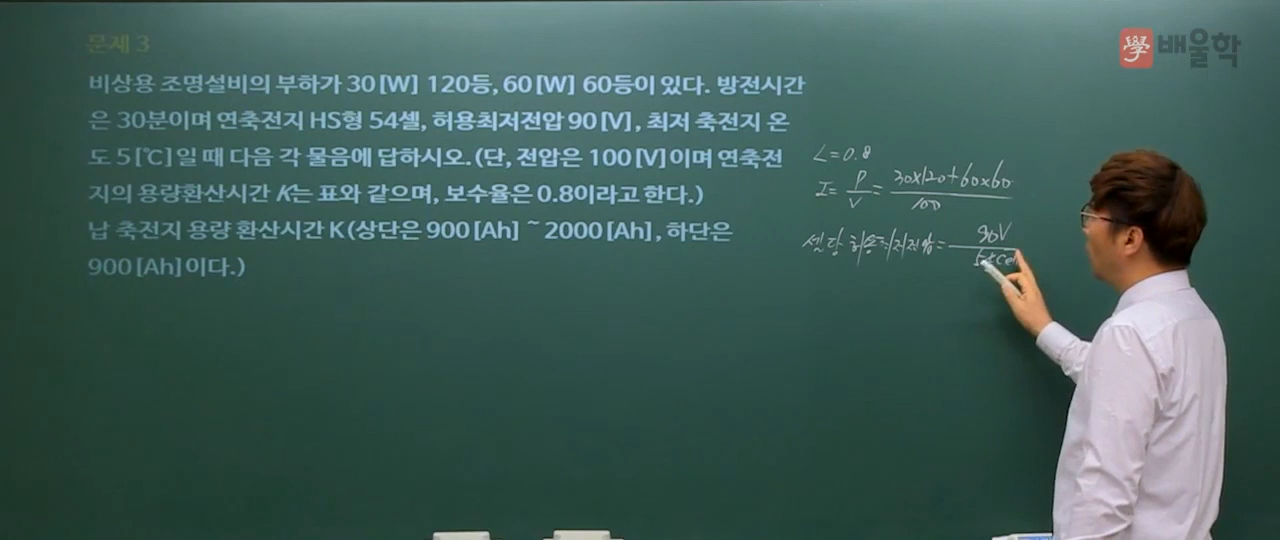 문제 3
學 배울학
비상용 조명설비의 부하가 30[W] 120등, 60[W] 60등이 있다. 방전시간
은 30분이며 연축전지 HS형 54셀, 허용최저전압 90[V], 최저 축전지 온
도 5[℃]일 때 다음 각 물음에 답하시오. (단, 전압은 100[V]이며 연축전
지의 용량환산시간 K는 표와 같으며, 보수율은 0.8이라고 한다.)
납 축전지 용량 환산시간 K(상단은 900[Ah] ~ 2000[Ah], 하단은
900[Ah]이다.)
L=0.8
I= P/V = 30×120+60×60/100
셀당 허용최저전압= 90V/54cell